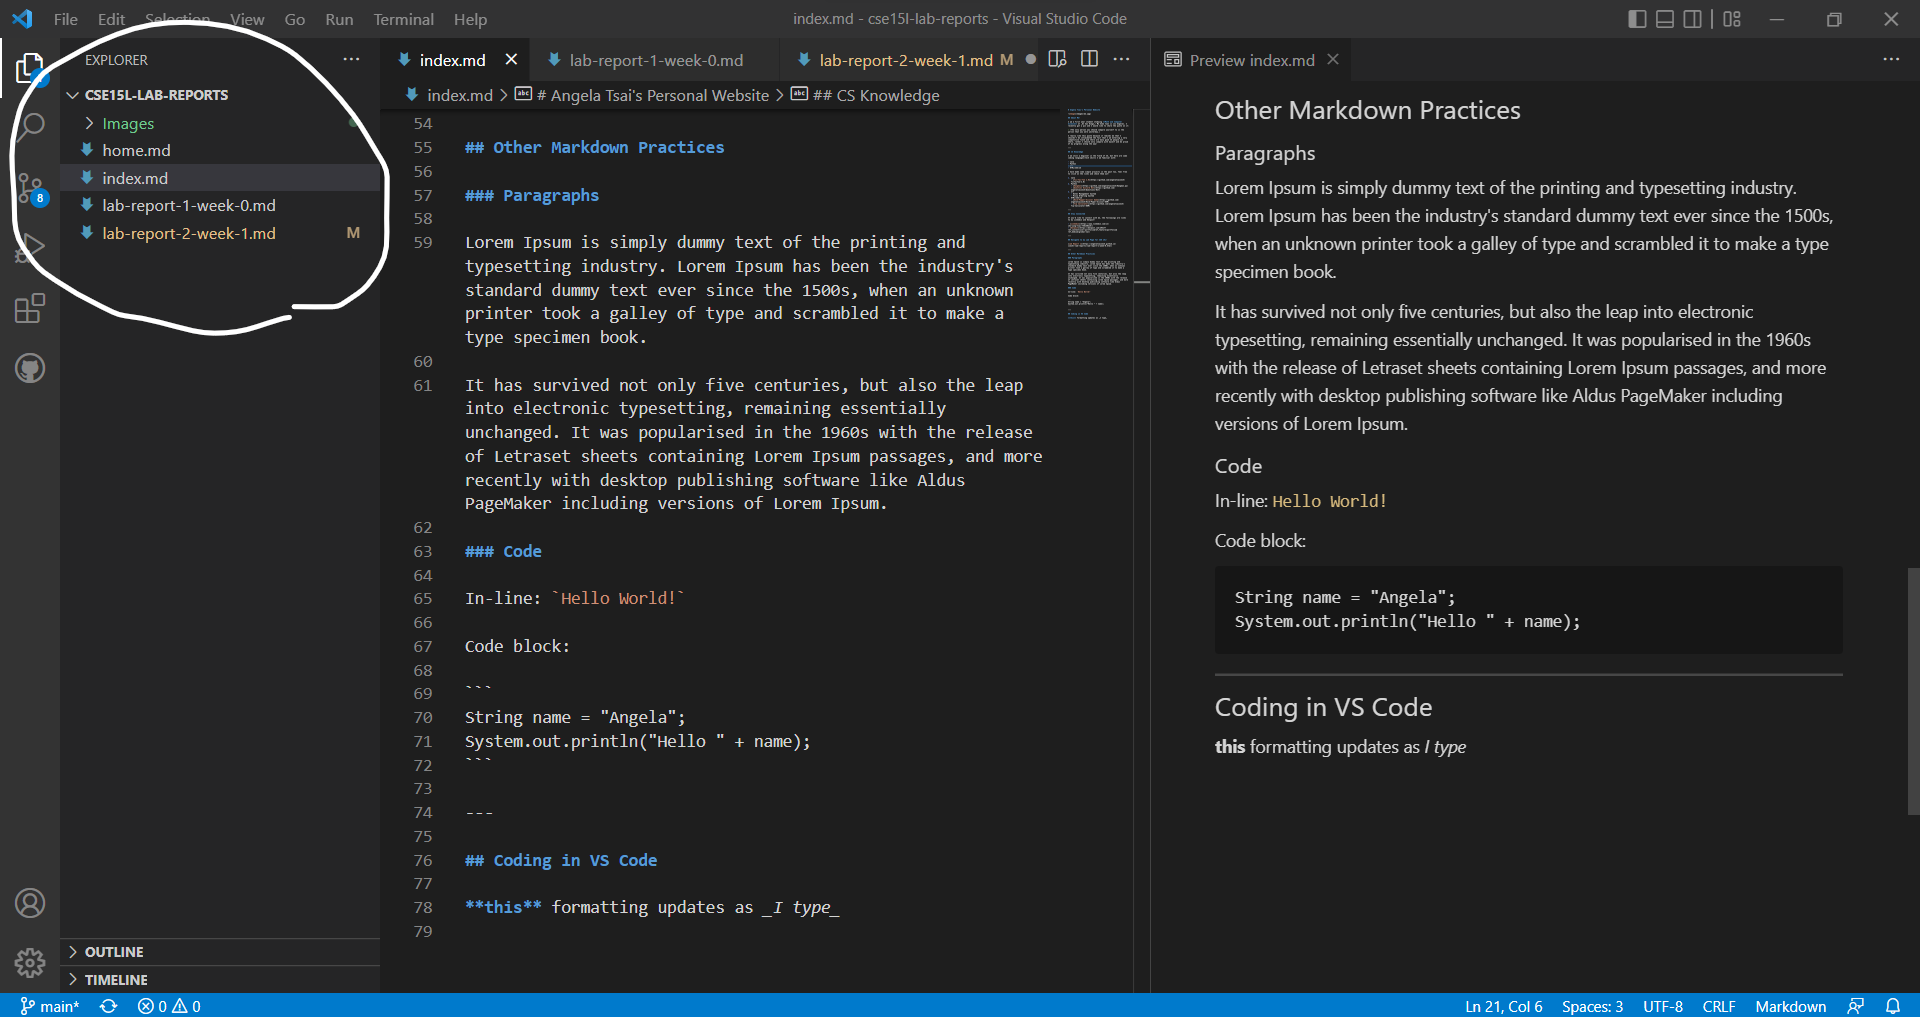 File Edit Selection View Go Run Terminal Help
index.md - cse15l-lab-reports - Visual Studio Code
EXPLORER
CSE15L-LAB-REPORTS
Images
home.md
index.md
lab-report-1-week-0.md
lab-report-2-week-1.md M
8
OUTLINE
TIMELINE
index.md lab-report-1-week-0.md lab-report-2-week-1.md M
index.md > # Angela Tsai's Personal Website > ## CS Knowledge
54
55 ## Other Markdown Practices
56
57 ### Paragraphs
58
59 Lorem Ipsum is simply dummy text of the printing and
typesetting industry. Lorem Ipsum has been the industry's
standard dummy text ever since the 1500s, when an unknown
printer took a galley of type and scrambled it to make a
type specimen book.
60
61 It has survived not only five centuries, but also the leap
into electronic typesetting, remaining essentially
unchanged. It was popularised in the 1960s with the release
of Letraset sheets containing Lorem Ipsum passages, and more
recently with desktop publishing software like Aldus
PageMaker including versions of Lorem Ipsum.
62
63 ### Code
64
65 In-line: `Hello World!`
66
67 Code block:
68
69 ```
70 String name = "Angela";
71 System.out.println("Hello " + name);
72 ```
73
74 ---
75
76 ## Coding in VS Code
77
78 **this** formatting updates as _I type_
79
Preview index.md
Other Markdown Practices
Paragraphs
Lorem Ipsum is simply dummy text of the printing and typesetting industry.
Lorem Ipsum has been the industry's standard dummy text ever since the 1500s,
when an unknown printer took a galley of type and scrambled it to make a type
specimen book.
It has survived not only five centuries, but also the leap into electronic
typesetting, remaining essentially unchanged. It was popularised in the 1960s
with the release of Letraset sheets containing Lorem Ipsum passages, and more
recently with desktop publishing software like Aldus PageMaker including
versions of Lorem Ipsum.
Code
In-line: Hello World!
Code block:
String name = "Angela";
System.out.println("Hello " + name);
Coding in VS Code
this formatting updates as I type
main* 0 0
Ln 21, Col 6 Spaces: 3 UTF-8 CRLF Markdown